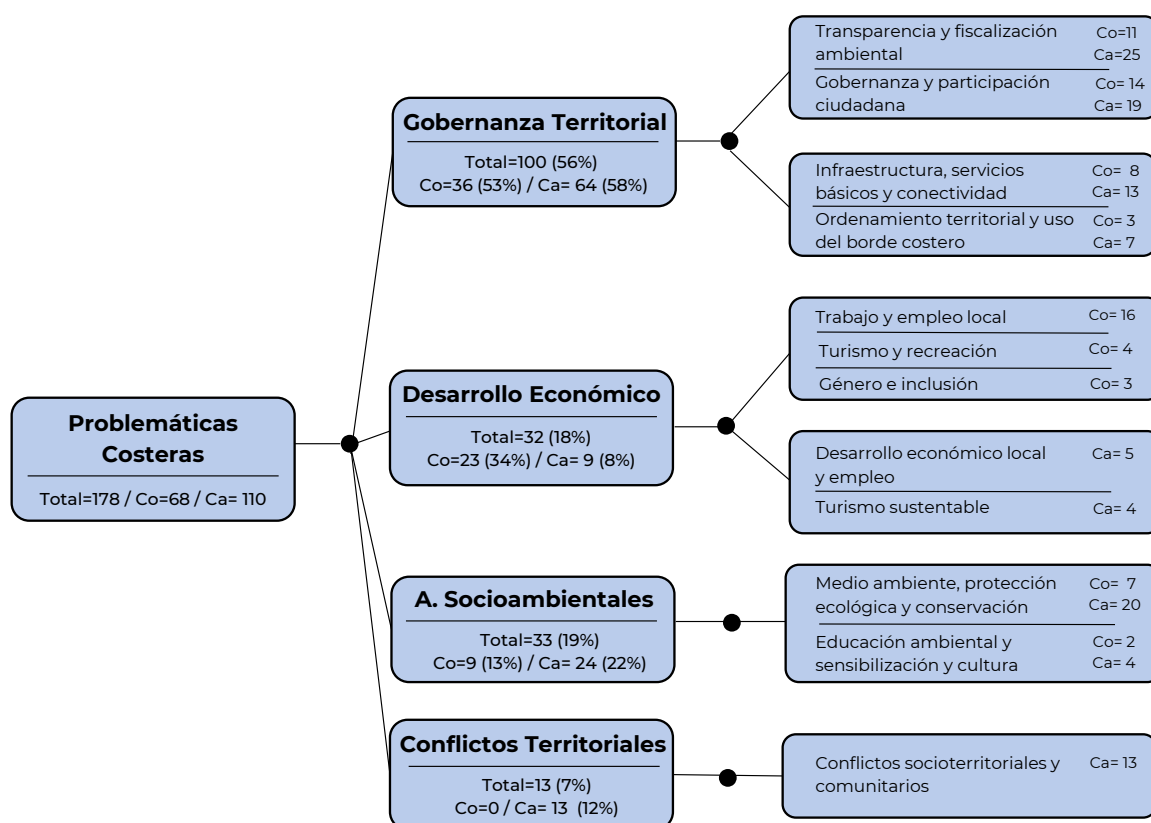 Problemáticas
Costeras
Total=178 / Co=68 / Ca= 110
Gobernanza Territorial
Total=100 (56%)
Co=36 (53%) / Ca= 64 (58%)
Transparencia y fiscalización Co=11
ambiental Ca=25
Gobernanza y participación Co= 14
ciudadana Ca= 19
Infraestructura, servicios Co= 8
básicos y conectividad Ca= 13
Ordenamiento territorial y uso Co= 3
del borde costero Ca= 7
Desarrollo Económico
Total=32 (18%)
Co=23 (34%) / Ca= 9 (8%)
Trabajo y empleo local Co= 16
Turismo y recreación Co= 4
Género e inclusión Co= 3
Desarrollo económico local Ca= 5
y empleo
Turismo sustentable Ca= 4
A. Socioambientales
Total=33 (19%)
Co=9 (13%) / Ca= 24 (22%)
Medio ambiente, protección Co= 7
ecológica y conservación Ca= 20
Educación ambiental y Co= 2
sensibilización y cultura Ca= 4
Conflictos Territoriales
Total=13 (7%)
Co=0 / Ca= 13 (12%)
Conflictos socioterritoriales y Ca= 13
comunitarios